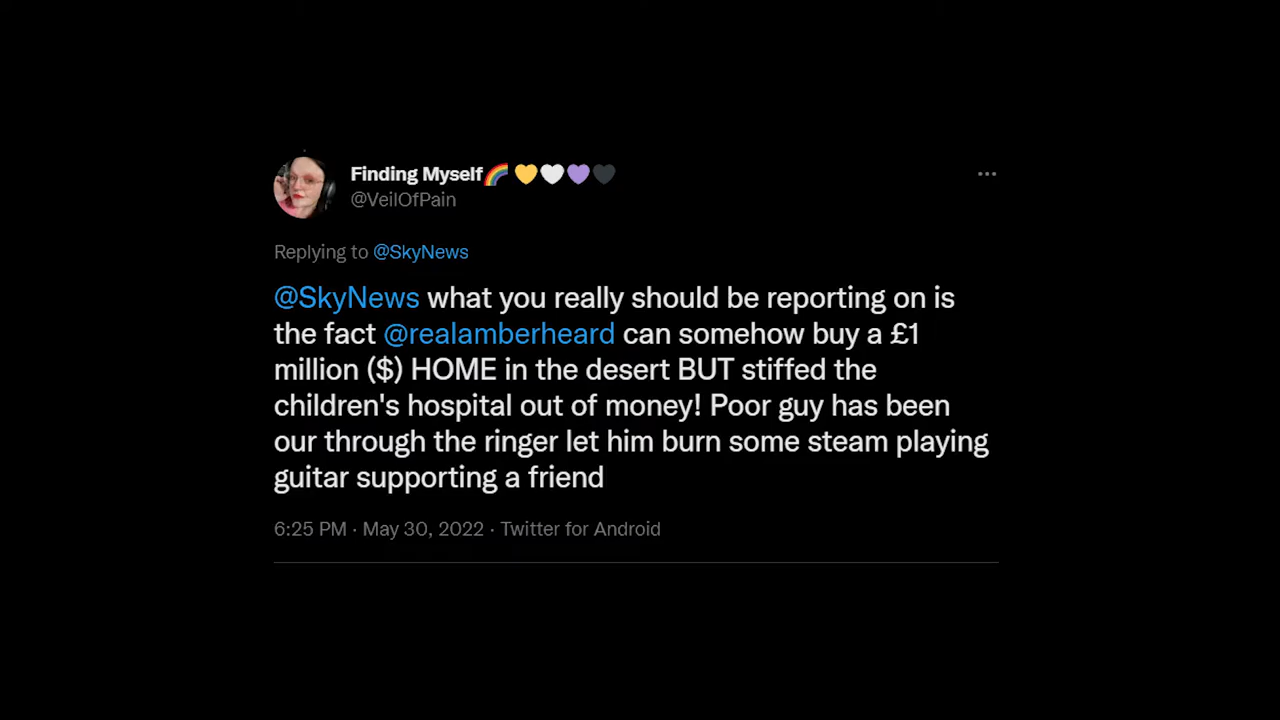 Finding Myself🌈 💛🤍💜🖤
@VeilOfPain
Replying to @SkyNews
@SkyNews what you really should be reporting on is
the fact @realamberheard can somehow buy a £1
million ($) HOME in the desert BUT stiffed the
children's hospital out of money! Poor guy has been
our through the ringer let him burn some steam playing
guitar supporting a friend
6:25 PM · May 30, 2022 · Twitter for Android